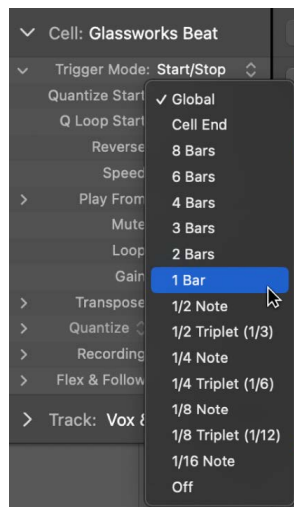 Cell: Glassworks Beat
Trigger Mode: Start/Stop
Quantize Start
Q Loop Start
Reverse
Speed
Play From
Mute
Loop
Gain
Transpose
Quantize
Recording
Flex & Follow
Track: Vox &
✓ Global
Cell End
8 Bars
6 Bars
4 Bars
3 Bars
2 Bars
1 Bar
1/2 Note
1/2 Triplet (1/3)
1/4 Note
1/4 Triplet (1/6)
1/8 Note
1/8 Triplet (1/12)
1/16 Note
Off